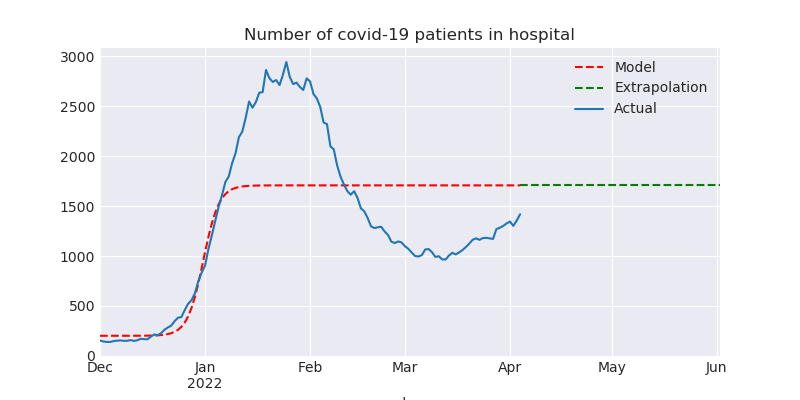 Number of covid-19 patients in hospital
3000
2500
2000
1500
1000
500
0
Model
Extrapolation
Actual
Dec Jan Feb Mar Apr May Jun
2022